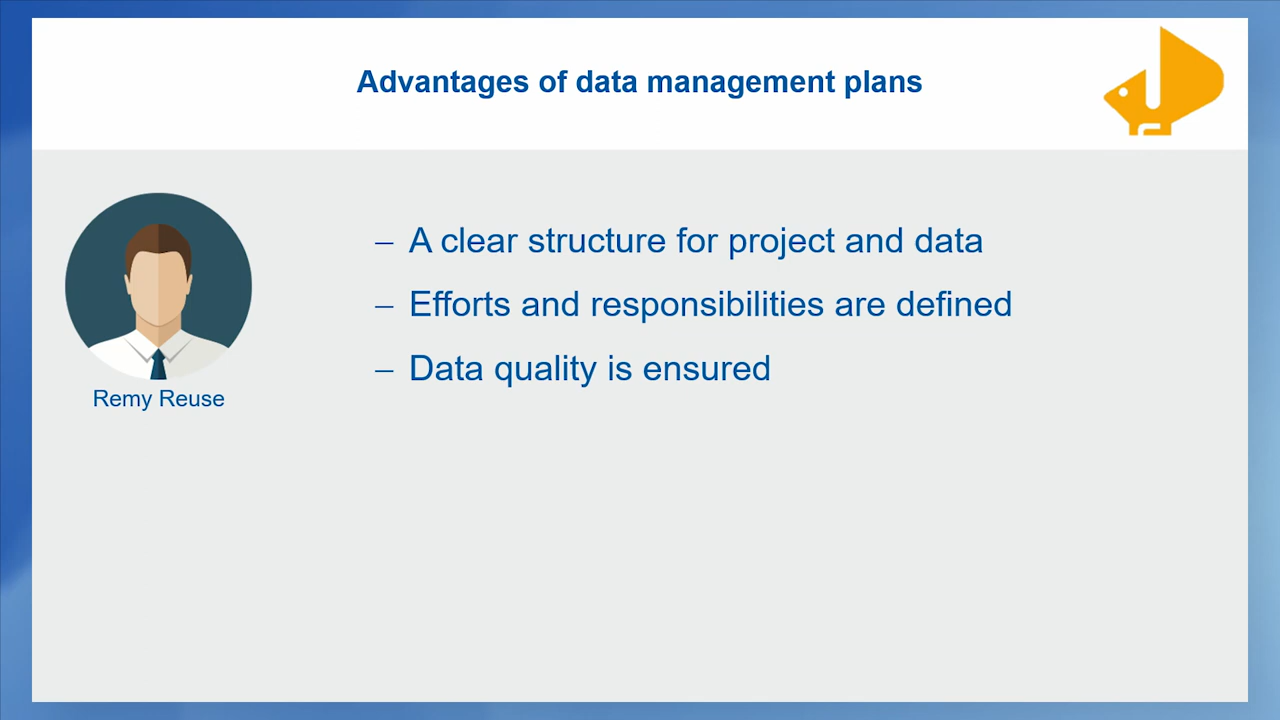 Advantages of data management plans
– A clear structure for project and data
– Efforts and responsibilities are defined
– Data quality is ensured
Remy Reuse